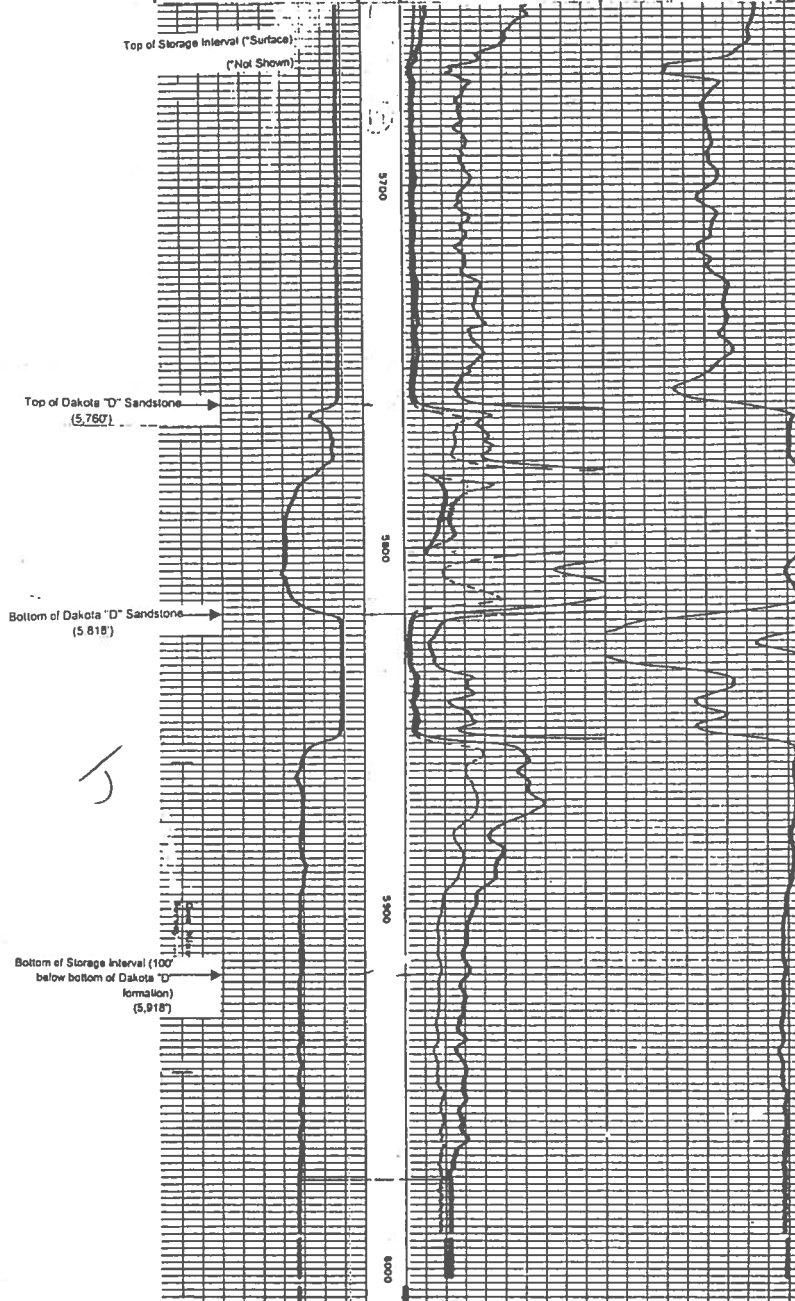 Top of Storage Interval (*Surface)
(*Not Shown)
5700
Top of Dakota "D" Sandstone
(5,760')
5800
Bottom of Dakota "D" Sandstone
(5,818')
5900
Bottom of Storage Interval (100'
below bottom of Dakota "D"
formation)
(5,918')
6000